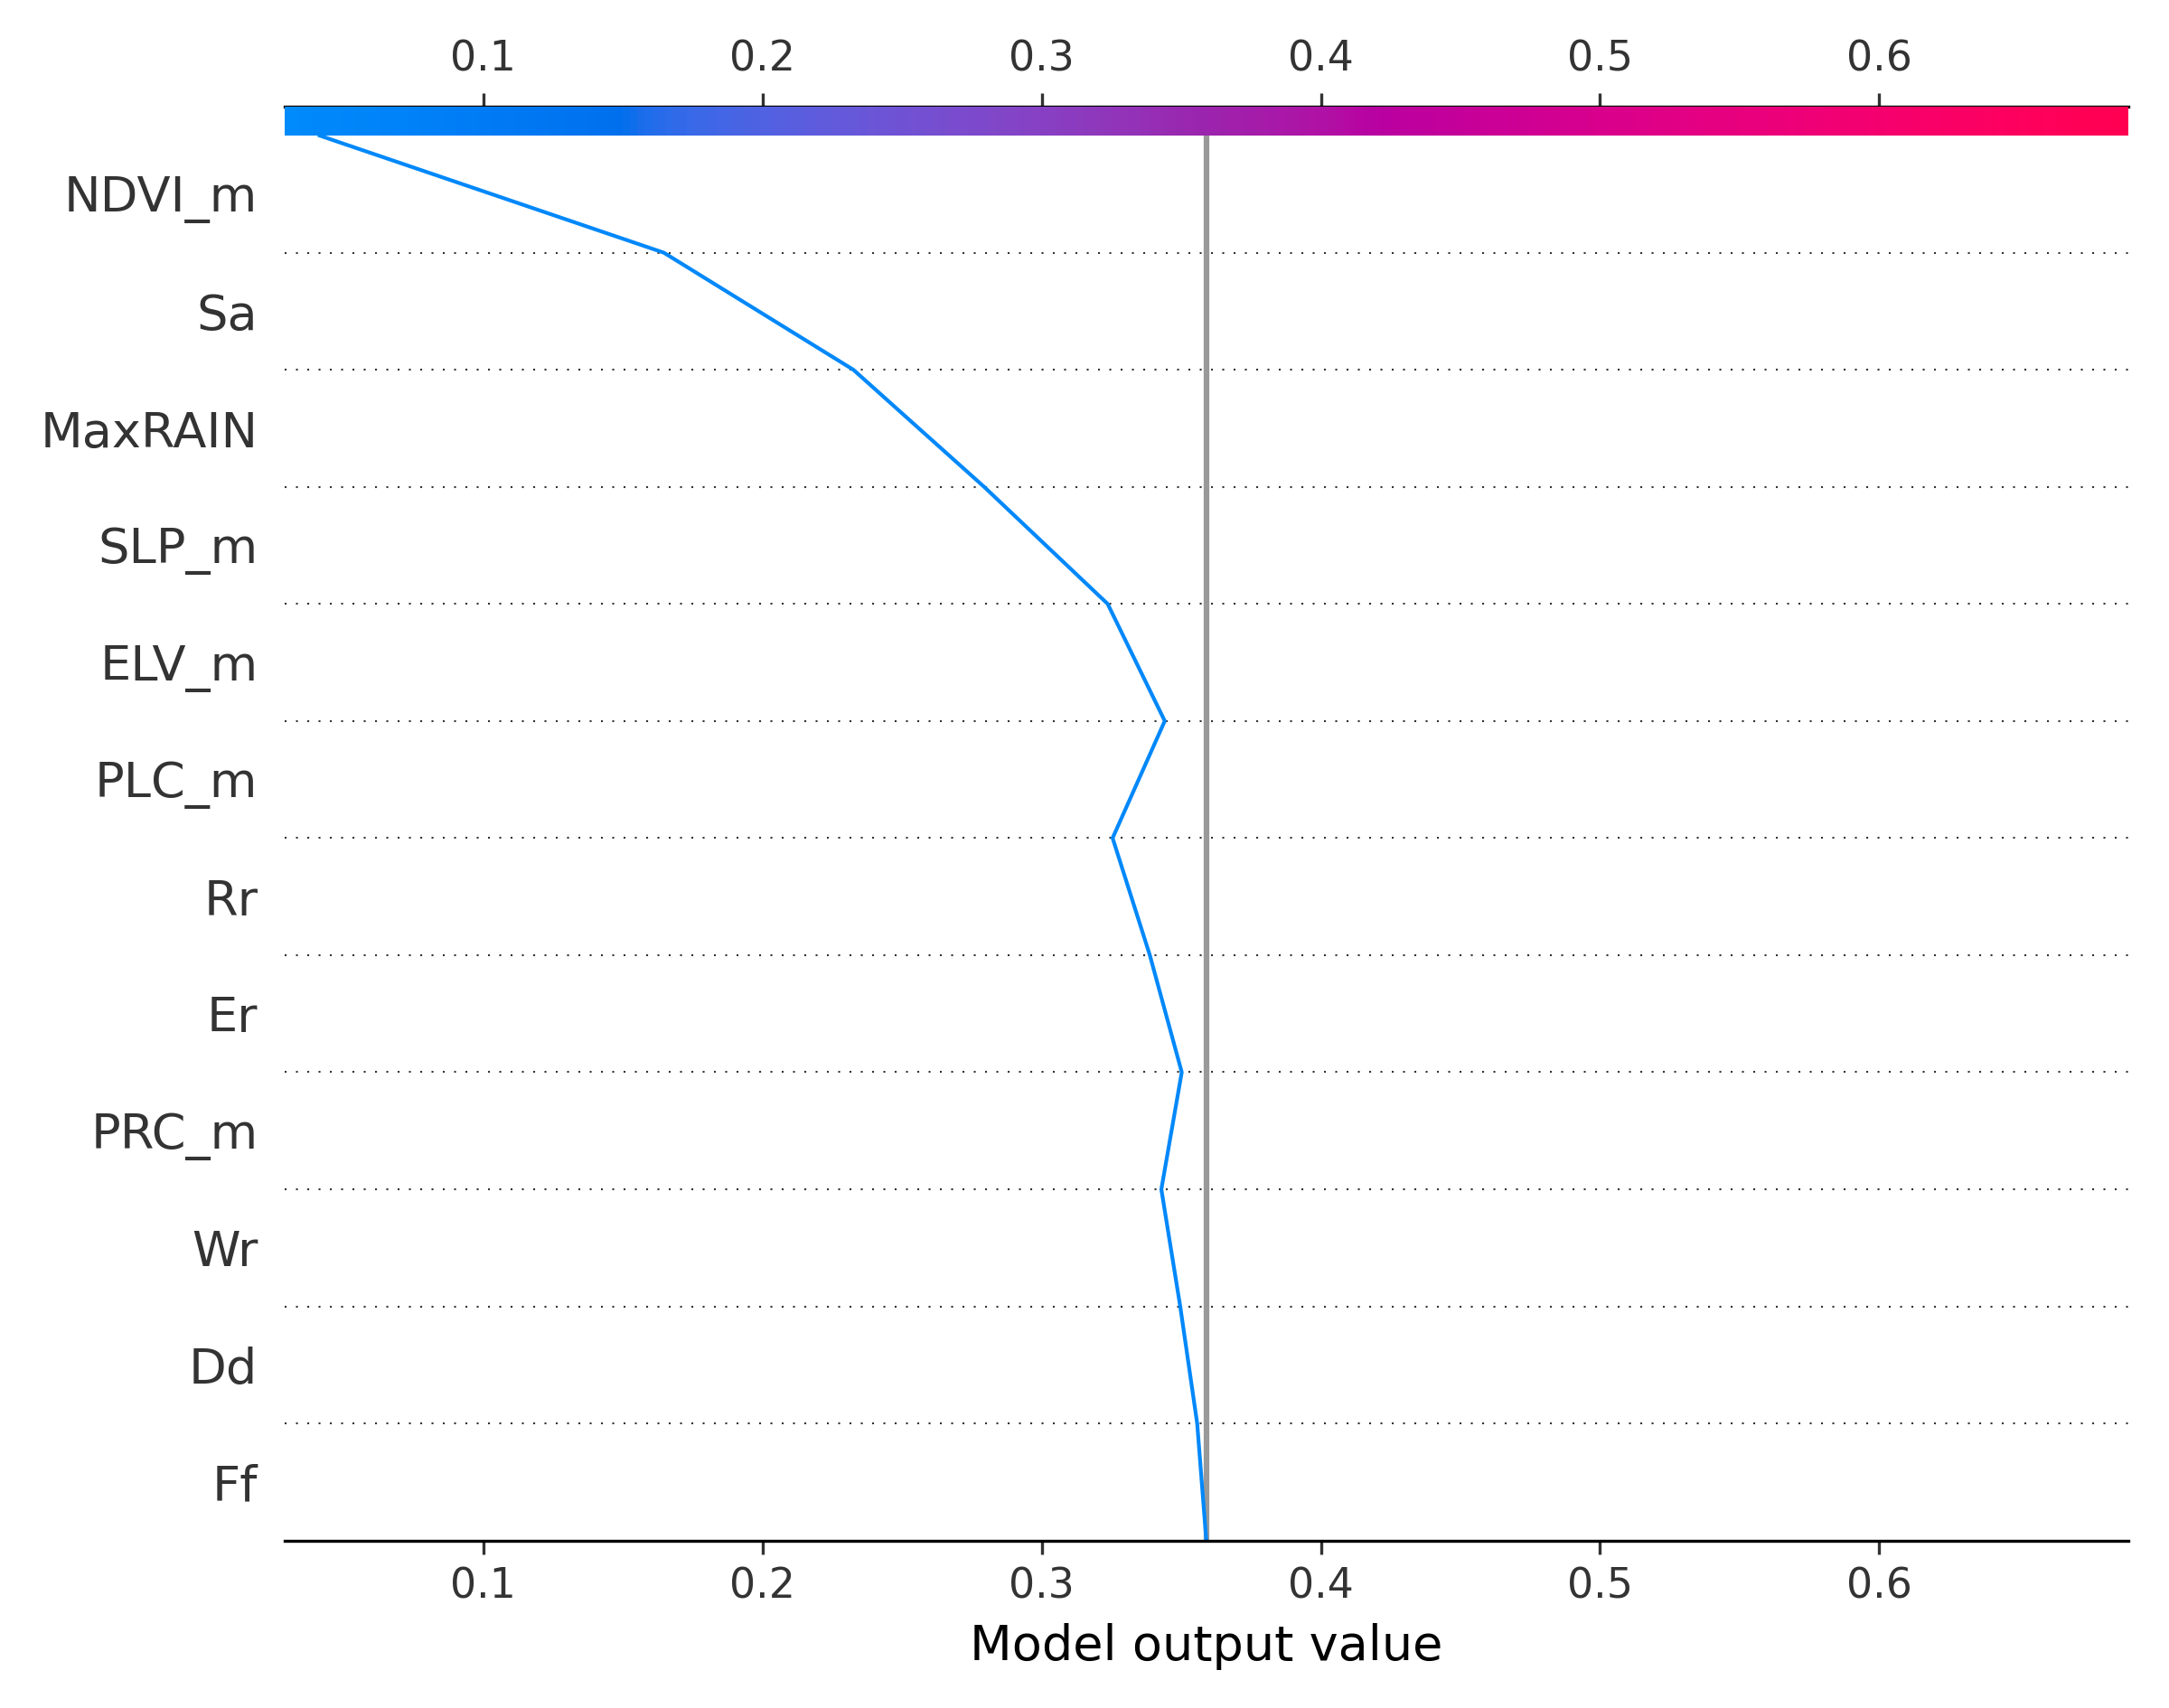 0.1 0.2 0.3 0.4 0.5 0.6
NDVI_m
Sa
MaxRAIN
SLP_m
ELV_m
PLC_m
Rr
Er
PRC_m
Wr
Dd
Ff
0.1 0.2 0.3 0.4 0.5 0.6
Model output value